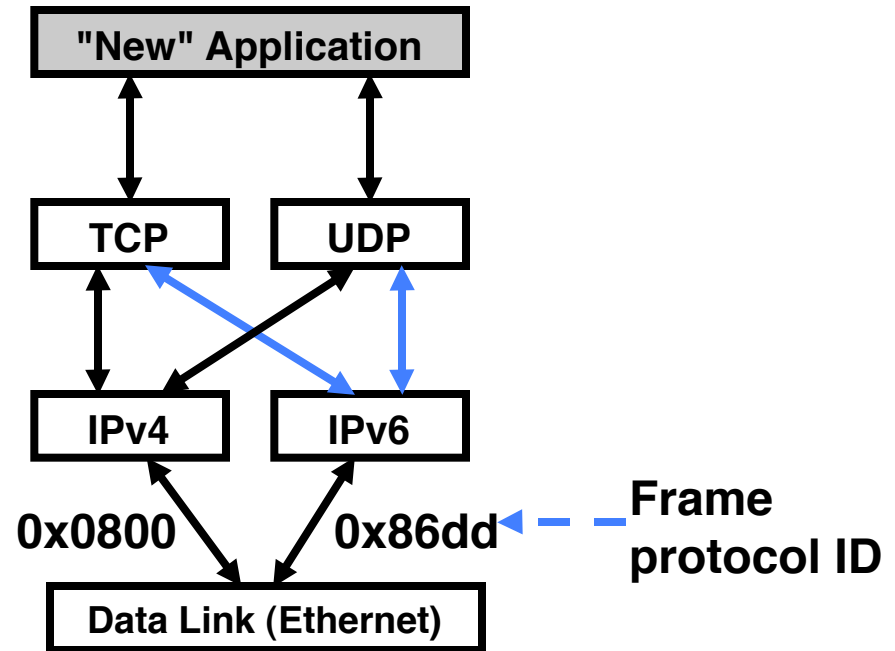 "New" Application
TCP
UDP
IPv4
IPv6
0x0800
0x86dd
Frame
protocol ID
Data Link (Ethernet)